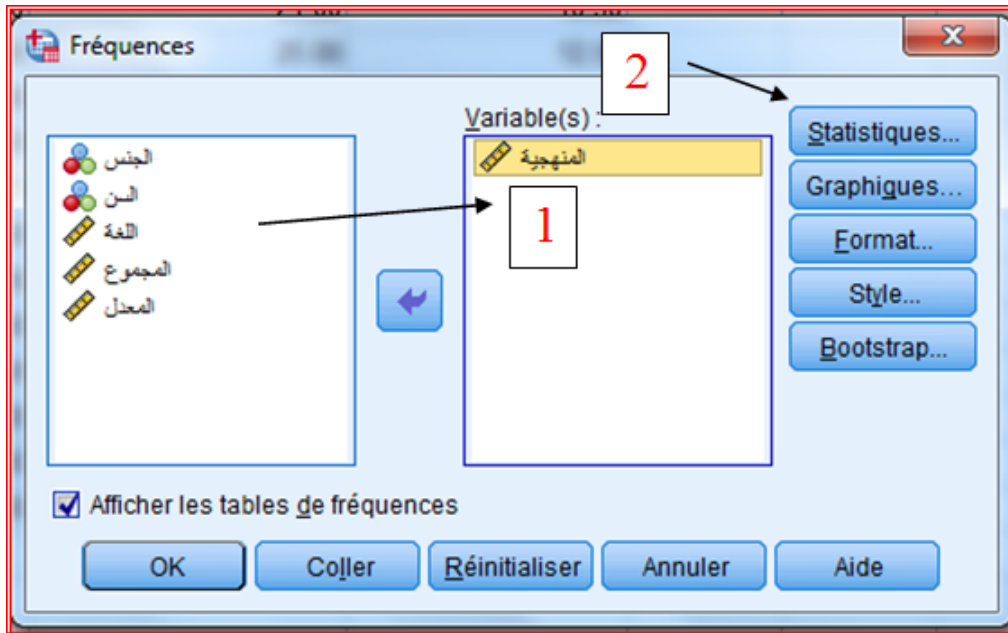 Fréquences
2
Variable(s) :
الجنس
السن
اللغة
المجموع
المعدل
المنهجية
1
Statistiques...
Graphiques...
Format...
Style...
Bootstrap...
Afficher les tables de fréquences
OK
Coller
Réinitialiser
Annuler
Aide